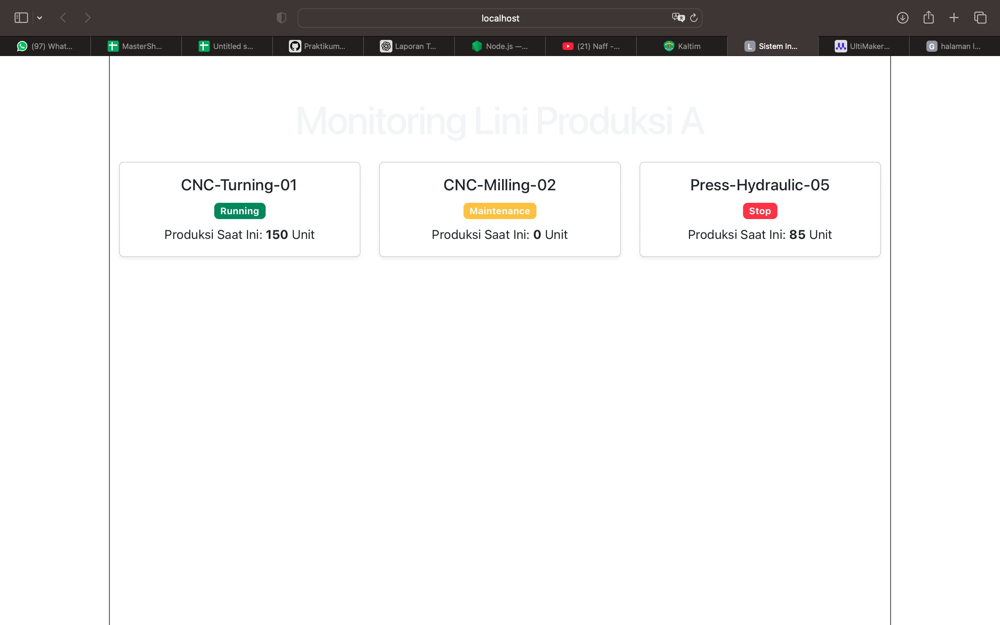 localhost
(97) What...
MasterSh...
Untitled s...
Praktikum...
Laporan T...
Node.js —...
(21) Naff -...
Kaltim
L Sistem In...
UltiMaker...
G halaman l...
Monitoring Lini Produksi A
CNC-Turning-01
Running
Produksi Saat Ini: 150 Unit
CNC-Milling-02
Maintenance
Produksi Saat Ini: 0 Unit
Press-Hydraulic-05
Stop
Produksi Saat Ini: 85 Unit